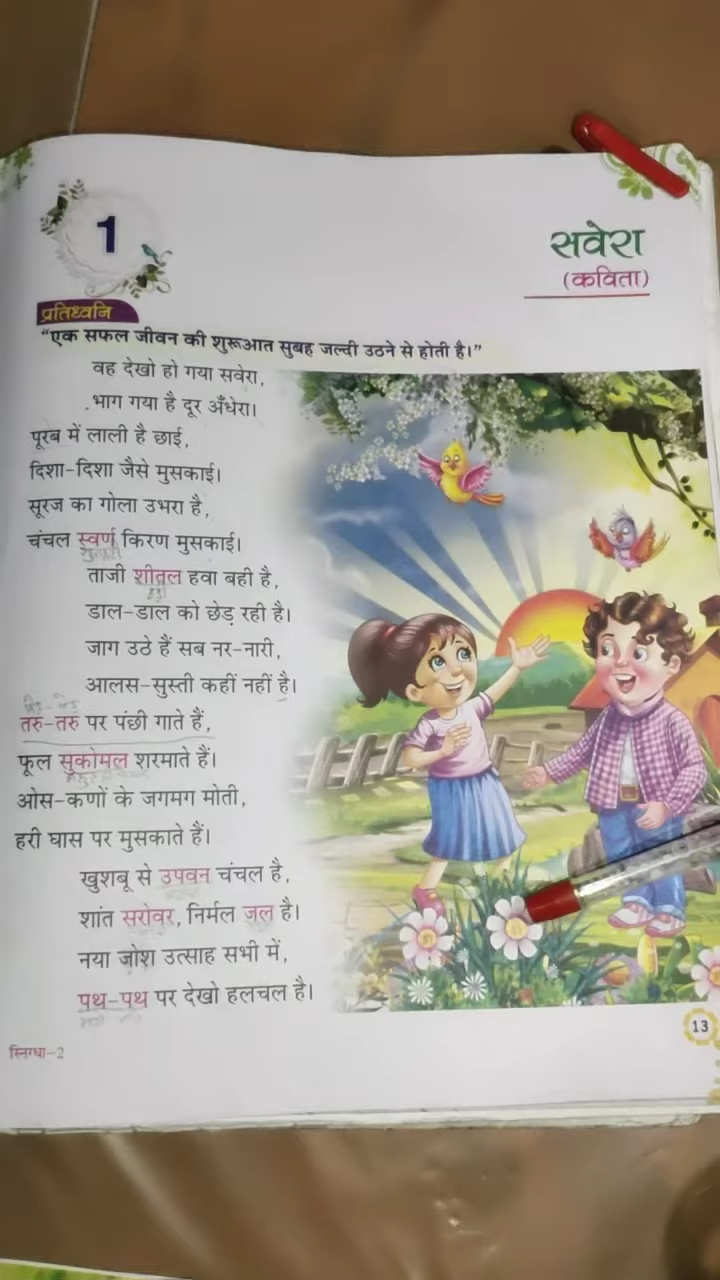 1
सवेरा
(कविता)
प्रतिध्वनि
“एक सफल जीवन की शुरूआत सुबह जल्दी उठने से होती है।”
वह देखो हो गया सवेरा,
भाग गया है दूर अँधेरा।
पूरब में लाली है छाई,
दिशा-दिशा जैसे मुसकाई।
सूरज का गोला उभरा है,
चंचल स्वर्ण किरण मुसकाई।
ताजी शीतल हवा बही है,
डाल-डाल को छेड़ रही है।
जाग उठे हैं सब नर-नारी,
आलस-सुस्ती कहीं नहीं है।
तरु-तरु पर पंछी गाते हैं,
फूल सुकोमल शरमाते हैं।
ओस-कणों के जगमग मोती,
हरी घास पर मुसकाते हैं।
खुशबू से उपवन चंचल है,
शांत सरोवर, निर्मल जल है।
नया जोश उत्साह सभी में,
पथ-पथ पर देखो हलचल है।
13
स्निग्धा-2